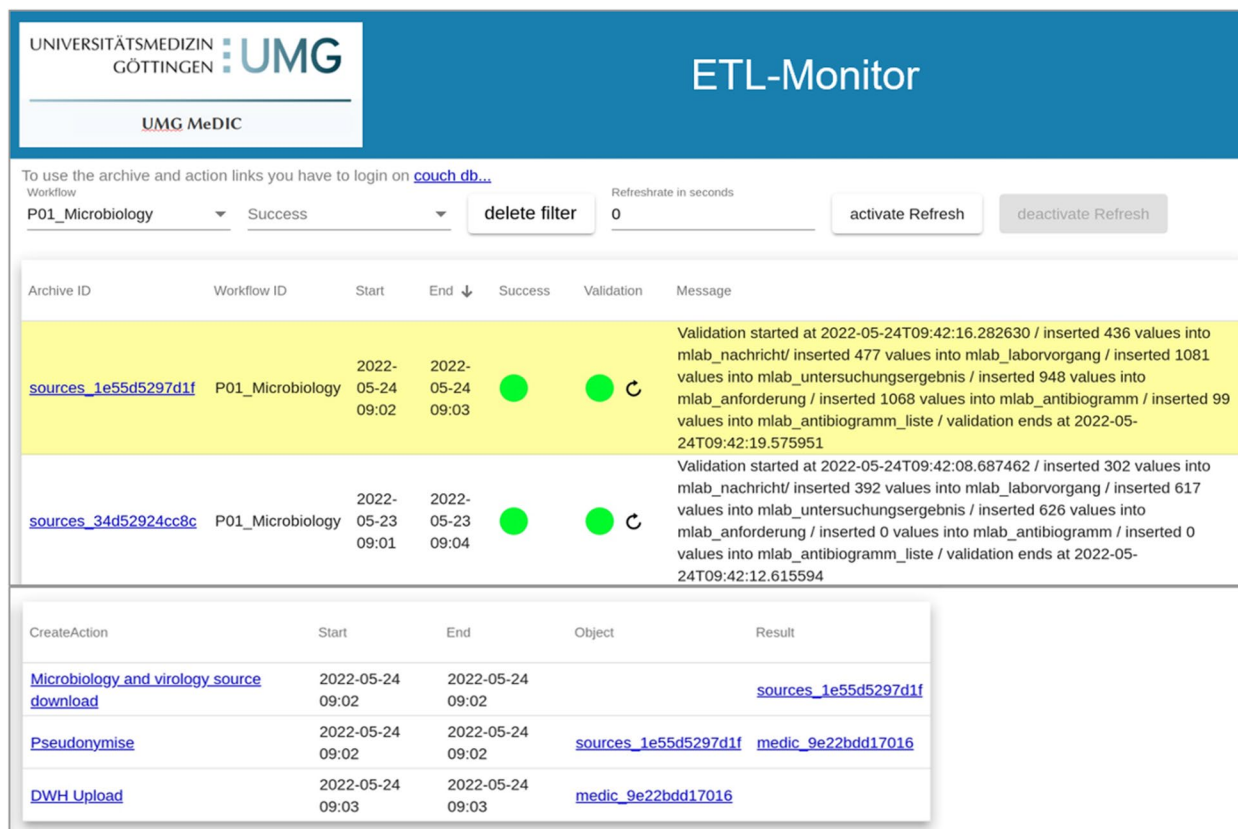 UNIVERSITÄTSMEDIZIN
GÖTTINGEN UMG
UMG MeDIC
ETL-Monitor
To use the archive and action links you have to login on couch db...
Workflow
Refreshrate in seconds
P01_Microbiology Success delete filter 0 activate Refresh deactivate Refresh
Archive ID Workflow ID Start End Success Validation Message
sources_1e55d5297d1f P01_Microbiology
2022-
05-24
09:02
2022-
05-24
09:03
Validation started at 2022-05-24T09:42:16.282630 / inserted 436 values into
mlab_nachricht/ inserted 477 values into mlab_laborvorgang / inserted 1081
values into mlab_untersuchungsergebnis / inserted 948 values into
mlab_anforderung / inserted 1068 values into mlab_antibiogramm / inserted 99
values into mlab_antibiogramm_liste / validation ends at 2022-05-
24T09:42:19.575951
sources_34d52924cc8c P01_Microbiology
2022-
05-23
09:01
2022-
05-23
09:04
Validation started at 2022-05-24T09:42:08.687462 / inserted 302 values into
mlab_nachricht/ inserted 392 values into mlab_laborvorgang / inserted 617
values into mlab_untersuchungsergebnis / inserted 626 values into
mlab_anforderung / inserted 0 values into mlab_antibiogramm / inserted 0
values into mlab_antibiogramm_liste / validation ends at 2022-05-
24T09:42:12.615594
CreateAction Start End Object Result
Microbiology and virology source
download
2022-05-24
09:02
2022-05-24
09:02
sources_1e55d5297d1f
Pseudonymise
2022-05-24
09:02
2022-05-24
09:02
sources_1e55d5297d1f medic_9e22bdd17016
DWH Upload
2022-05-24
09:03
2022-05-24
09:03
medic_9e22bdd17016